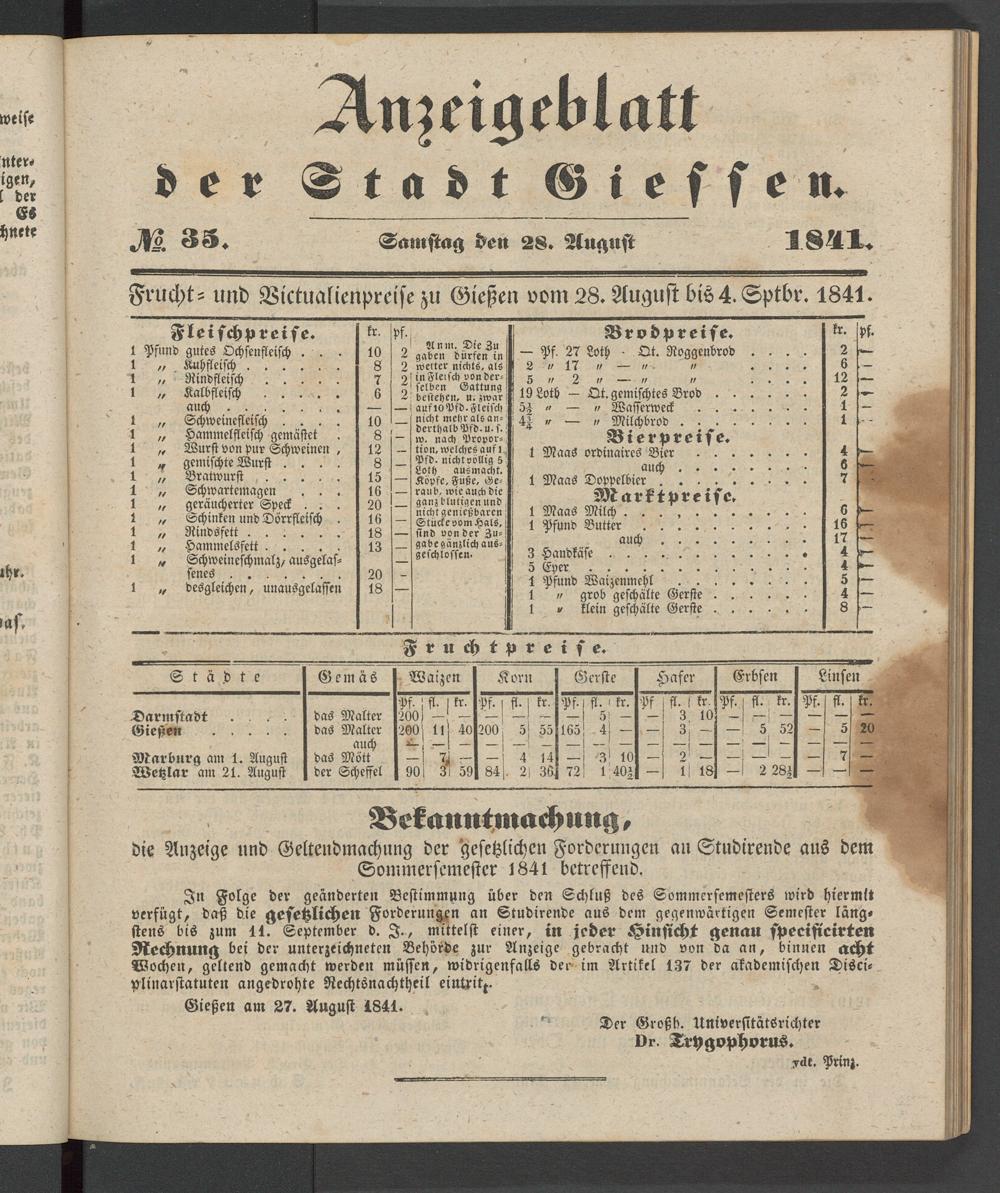 Anzeigeblatt
der Stadt Giessen.
№ 35. Samstag den 28. August 1841.
Frucht- und Victualienpreise zu Gießen vom 28. August bis 4. Sptbr. 1841.
Fleischpreise. kr. pf.
1 Pfund gutes Ochsenfleisch . . . 10 2
1 „ Kuhfleisch . . . . . . 8 2
1 „ Rindfleisch . . . . . 7 2
1 „ Kalbfleisch . . . . . 6 2
auch . . . . . . — —
1 „ Schweinefleisch . . . . 10 —
1 „ Hammelfleisch gemästet . 8 —
1 „ Wurst von pur Schweinen , 12 —
1 „ gemischte Wurst . . . . 8 —
1 „ Bratwurst . . . . . 15 —
1 „ Schwartemagen . . . . 16 —
1 „ geräucherter Speck . . . 20 —
1 „ Schinken und Dörrfleisch . 16 —
1 „ Rindsfett . . . . . . 18 —
1 „ Hammelsfett . . . . . 13 —
1 „ Schweineschmalz, ausgelas-
senes . . . . . . 20 -
1 „ desgleichen, unausgelassen 18 —
Anm. Die Zu
gaben dürfen in
weiter nichts, als
in Fleisch von der-
selben Gattung
bestehen, u. zwar
auf 10 Pfd. Fleisch
nicht mehr als an-
derthalb Pfd. u. s.
w. nach Propor-
tion, welches auf 1
Pfd. nicht völlig 5
Loth ausmacht.
Köpfe, Füße, Ge-
raub, wie auch die
ganz blutigen und
nicht genießbaren
Stücke vom Hals,
sind von der Zu-
gabe gänzlich aus-
geschlossen.
Brodpreise. kr. pf.
— Pf. 27 Loth - Qt. Roggenbrod . . . . 2 —
2 „ 17 „ — „ „ . . . . 6 —
5 „ 2 „ — „ „ . . . . 12 —
19 Loth — Qt. gemischtes Brod . . . . . 2 —
5½ „ — „ Wasserweck . . . . . 1 —
4¾ „ — „ Milchbrod . . . . . . 1 —
Bierpreise.
1 Maas ordinaires Bier . . . . . 4 —
auch . . . . . . 6 —
1 Maas Doppelbier . . . . . . . 7 —
Marktpreise.
1 Maas Milch . . . . . . . . 6 —
1 Pfund Butter . . . . . . . 16 —
auch . . . . . . . 17 —
3 Handkäse . . . . . . . . 4 —
5 Eyer . . . . . . . . . 4 —
1 Pfund Waizenmehl . . . . . . 5 —
1 „ grob geschälte Gerste . . . . . 4 —
1 „ klein geschälte Gerste . . . . . 8 —
Fruchtpreise.
Städte Gemäs Waizen Korn Gerste Hafer Erbsen Linsen
Pf. fl. kr. Pf. fl. kr. Pf. fl. kr. Pf fl. kr. Pf. fl. kr. Pf. fl. kr.
Darmstadt . . . . das Malter 200 — — — — — — 5 — — 3 10 — — — — — —
Gießen . . . . . das Malter 200 11 40 200 5 55 165 4 — — 3 — — 5 52 — 5 20
auch — — — — — — — — — — — — — — — — — —
Marburg am 1. August das Mött — 7 — — 4 14 — 3 10 — 2 — — — — — 7 —
Wetzlar am 21. August der Scheffel 90 3 59 84 2 36 72 1 40½ — 1 18 — 2 28½ — — —
Bekanntmachung,
die Anzeige und Geltendmachung der gesetzlichen Forderungen an Studirende aus dem
Sommersemester 1841 betreffend.
In Folge der geänderten Bestimmung über den Schluß des Sommersemesters wird hiermit
verfügt, daß die gesetzlichen Forderungen an Studirende aus dem gegenwärtigen Semester läng-
stens bis zum 11. September d. J., mittelst einer, in jeder Hinsicht genau specificirten
Rechnung bei der unterzeichneten Behörde zur Anzeige gebracht und von da an, binnen acht
Wochen, geltend gemacht werden müssen, widrigenfalls der im Artikel 137 der akademischen Disci-
plinarstatuten angedrohte Rechtsnachtheil eintritt.
Gießen am 27. August 1841.
Der Großh. Universitätsrichter
Dr. Trygophorus.
vdt. Prinz.